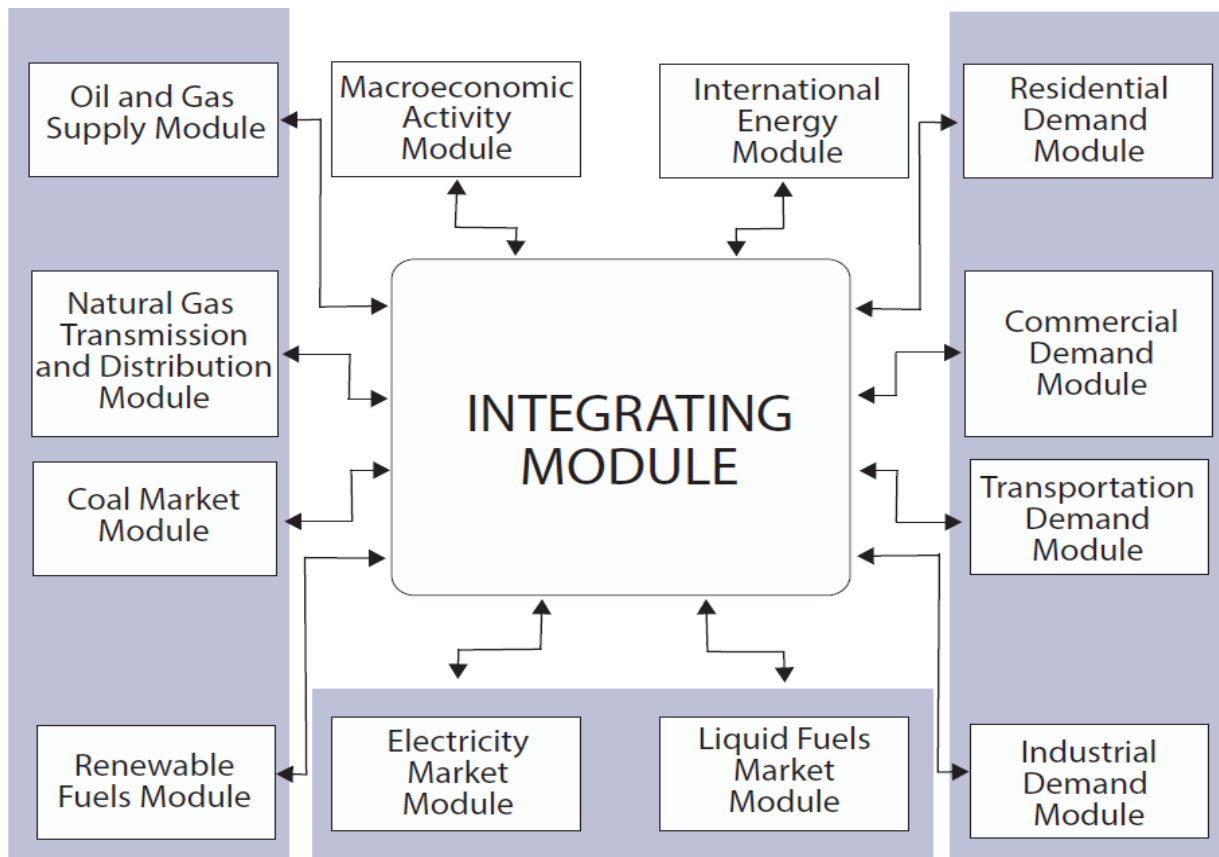 Oil and Gas
Supply Module
Macroeconomic
Activity
Module
International
Energy
Module
Residential
Demand
Module
Natural Gas
Transmission
and Distribution
Module
INTEGRATING
MODULE
Commercial
Demand
Module
Coal Market
Module
Transportation
Demand
Module
Renewable
Fuels Module
Electricity
Market
Module
Liquid Fuels
Market
Module
Industrial
Demand
Module